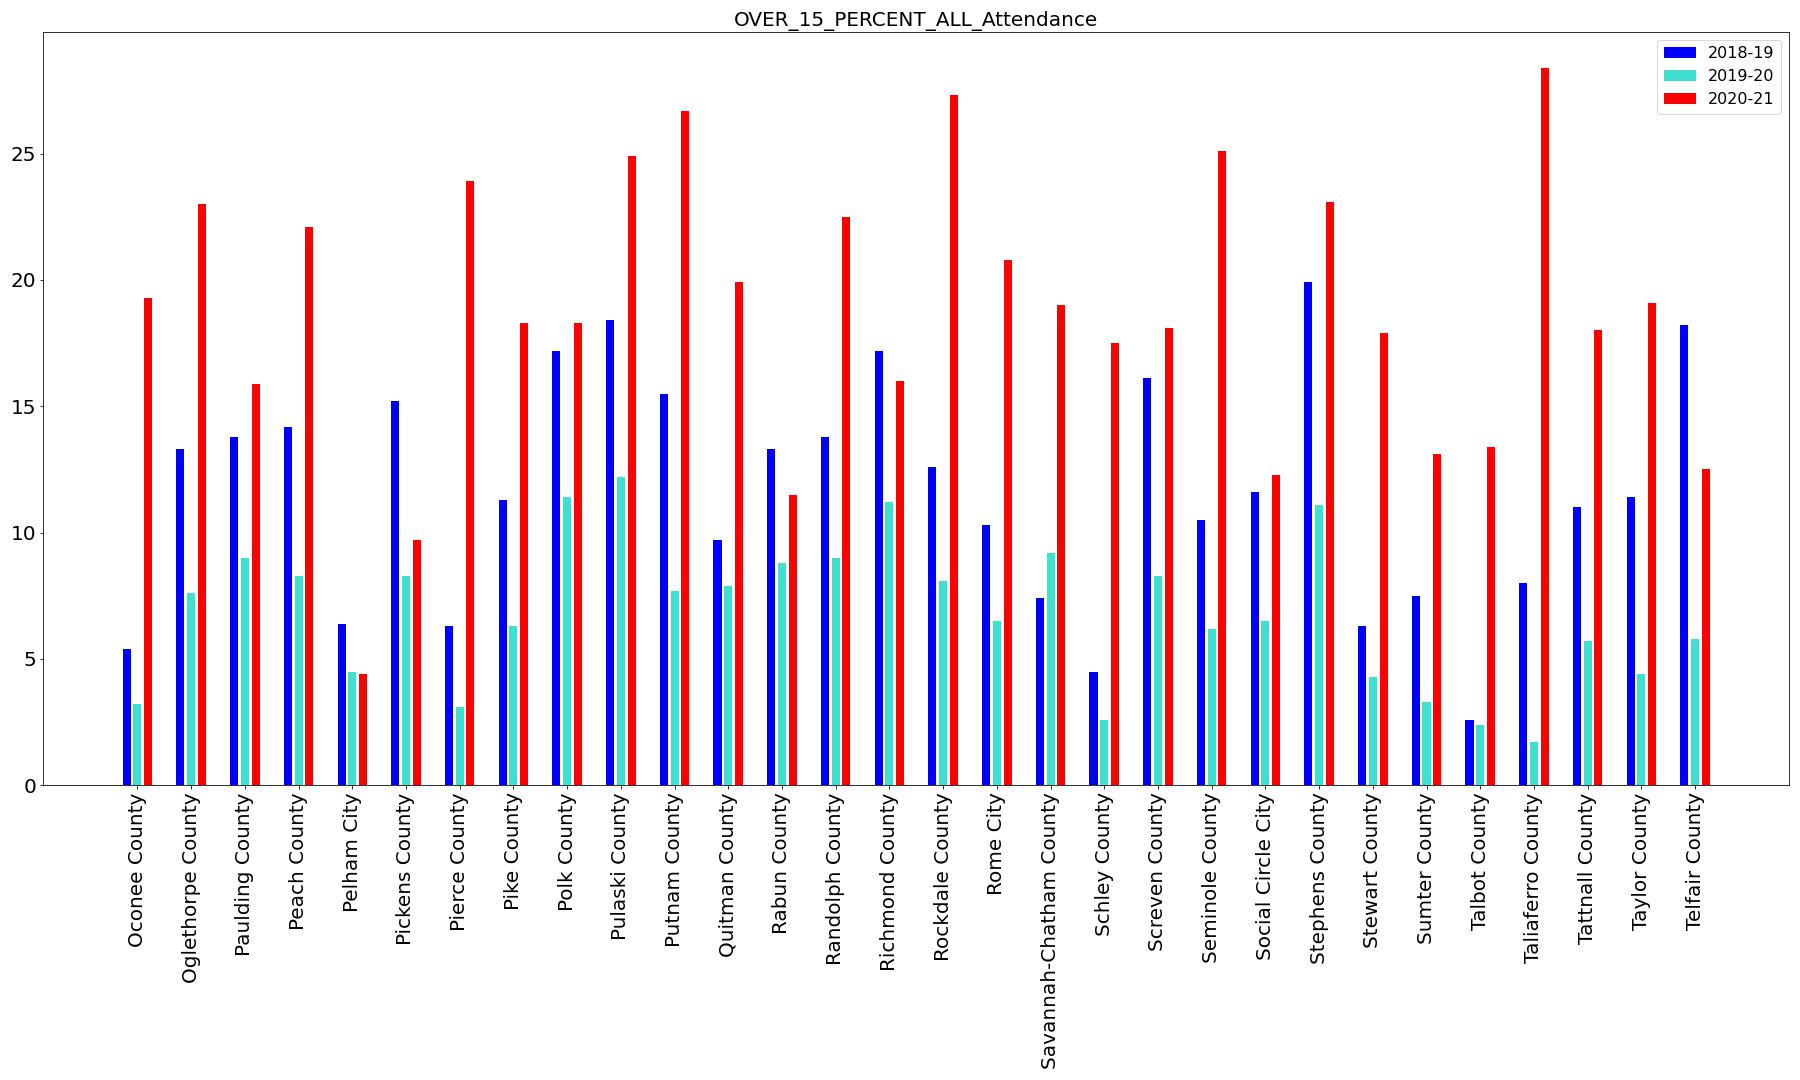 OVER_15_PERCENT_ALL_Attendance
2018-19
2019-20
2020-21
25
20
15
10
5
0
Oconee County
Oglethorpe County
Paulding County
Peach County
Pelham City
Pickens County
Pierce County
Pike County
Polk County
Pulaski County
Putnam County
Quitman County
Rabun County
Randolph County
Richmond County
Rockdale County
Rome City
Savannah-Chatham County
Schley County
Screven County
Seminole County
Social Circle City
Stephens County
Stewart County
Sumter County
Talbot County
Taliaferro County
Tattnall County
Taylor County
Telfair County